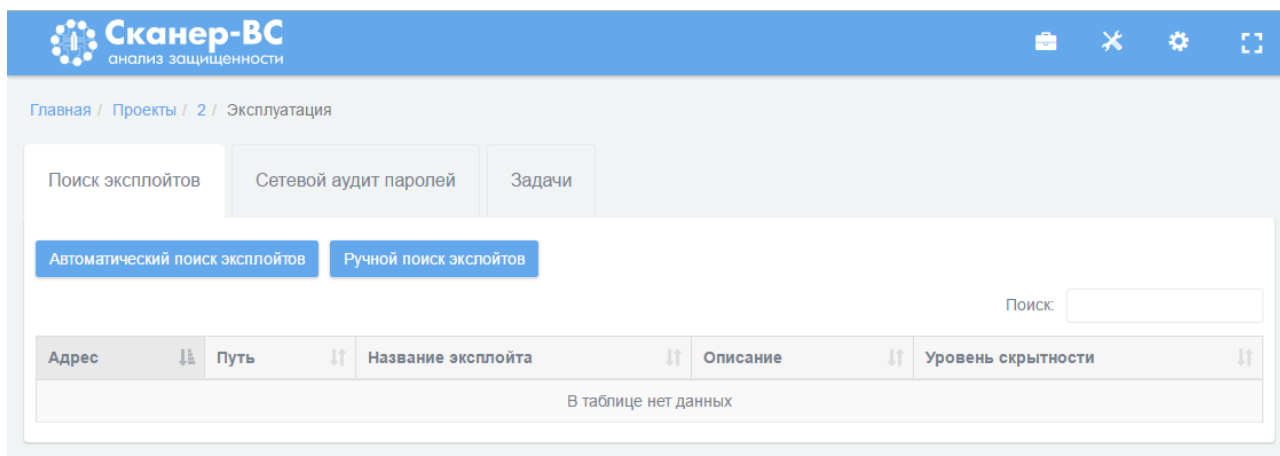 Сканер-ВС
анализ защищенности
Главная / Проекты / 2 / Эксплуатация
Поиск эксплойтов Сетевой аудит паролей Задачи
Автоматический поиск эксплойтов Ручной поиск экслойтов
Поиск:
Адрес Путь Название эксплойта Описание Уровень скрытности
В таблице нет данных